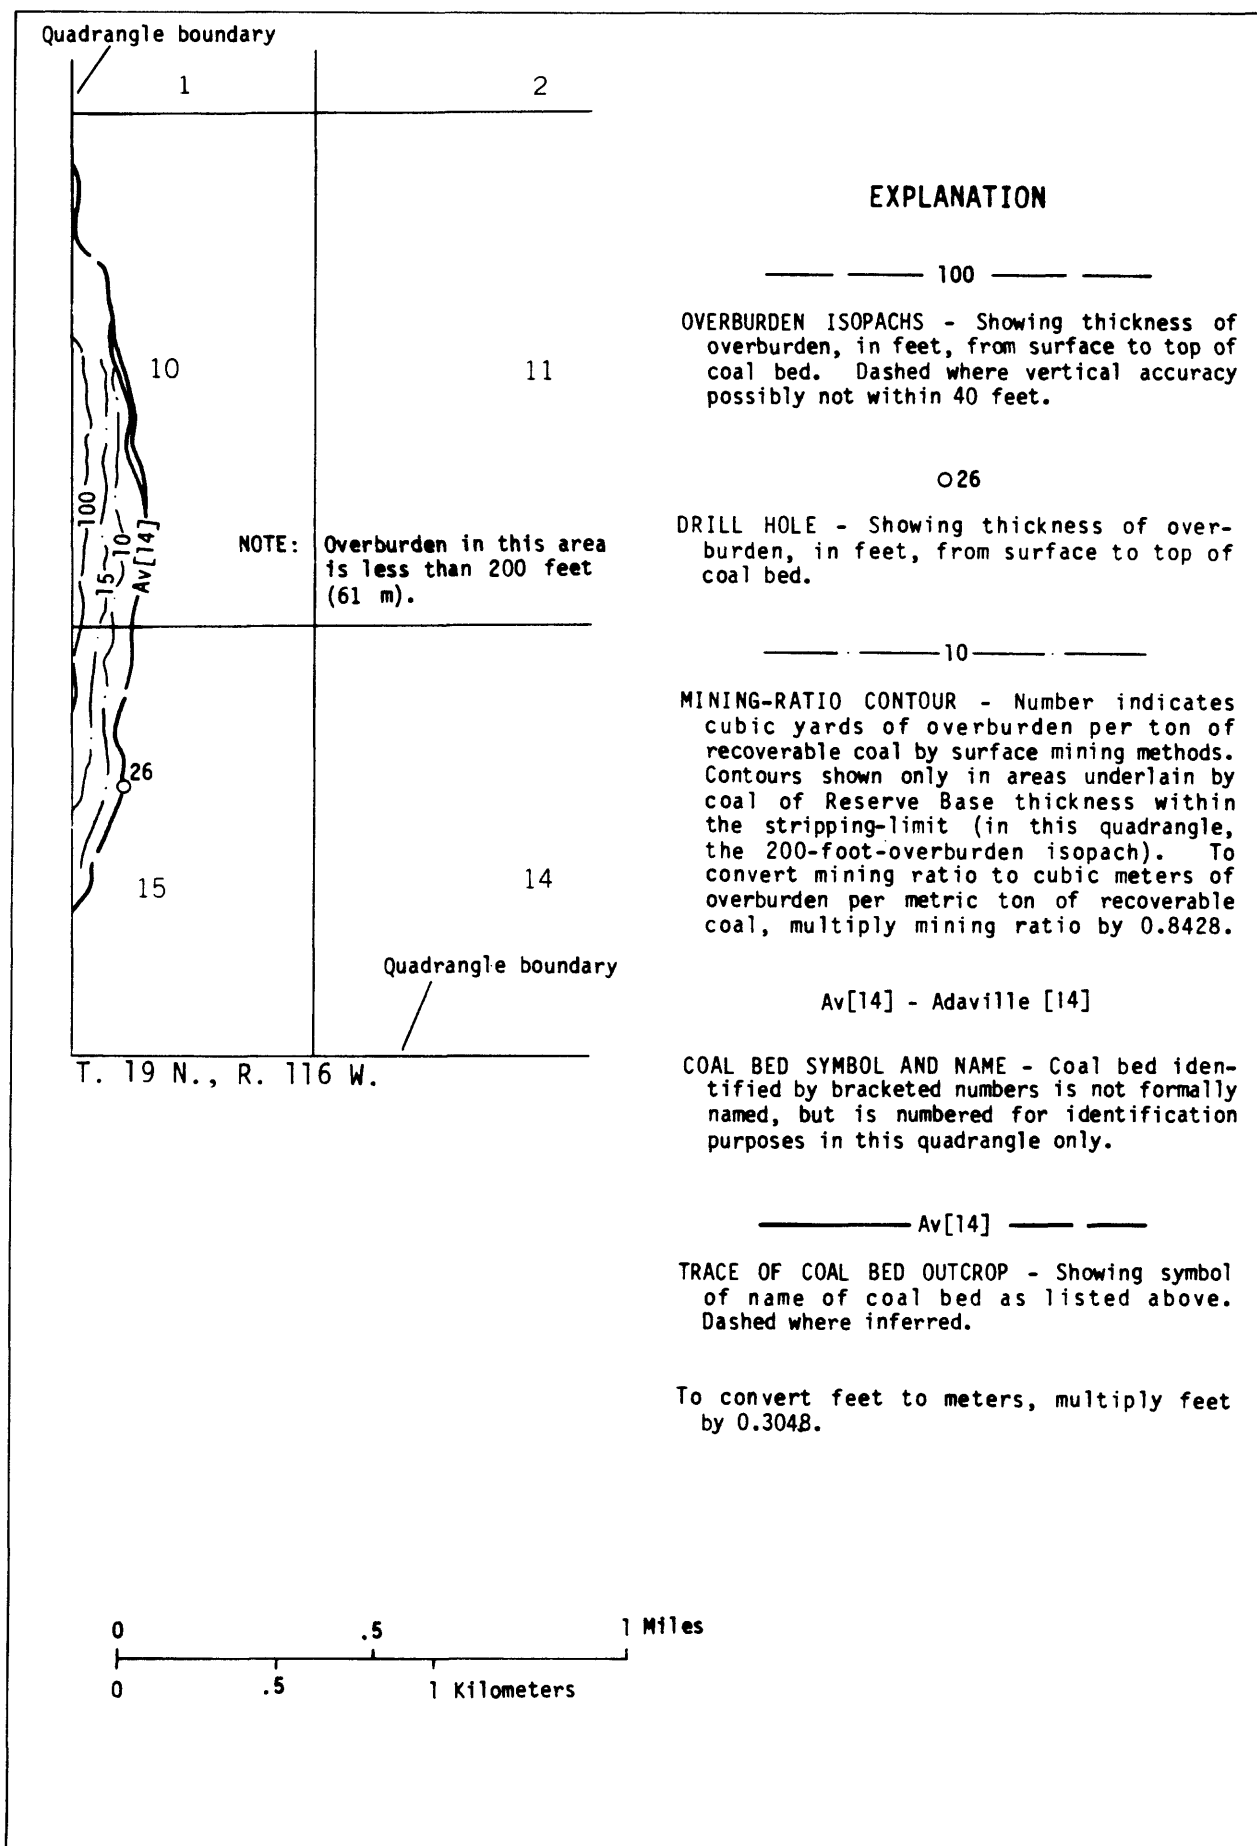 Quadrangle boundary
1
2
10
11
100
15
10
Av[14]
NOTE: Overburden in this area
is less than 200 feet
(61 m).
26
15
14
Quadrangle boundary
T. 19 N., R. 116 W.
EXPLANATION
100
OVERBURDEN ISOPACHS - Showing thickness of
overburden, in feet, from surface to top of
coal bed. Dashed where vertical accuracy
possibly not within 40 feet.
26
DRILL HOLE - Showing thickness of over-
burden, in feet, from surface to top of
coal bed.
10
MINING-RATIO CONTOUR - Number indicates
cubic yards of overburden per ton of
recoverable coal by surface mining methods.
Contours shown only in areas underlain by
coal of Reserve Base thickness within
the stripping-limit (in this quadrangle,
the 200-foot-overburden isopach). To
convert mining ratio to cubic meters of
overburden per metric ton of recoverable
coal, multiply mining ratio by 0.8428.
Av[14] - Adaville [14]
COAL BED SYMBOL AND NAME - Coal bed iden-
tified by bracketed numbers is not formally
named, but is numbered for identification
purposes in this quadrangle only.
Av[14]
TRACE OF COAL BED OUTCROP - Showing symbol
of name of coal bed as listed above.
Dashed where inferred.
To convert feet to meters, multiply feet
by 0.3048.
0 .5 1 Miles
0 .5 1 Kilometers